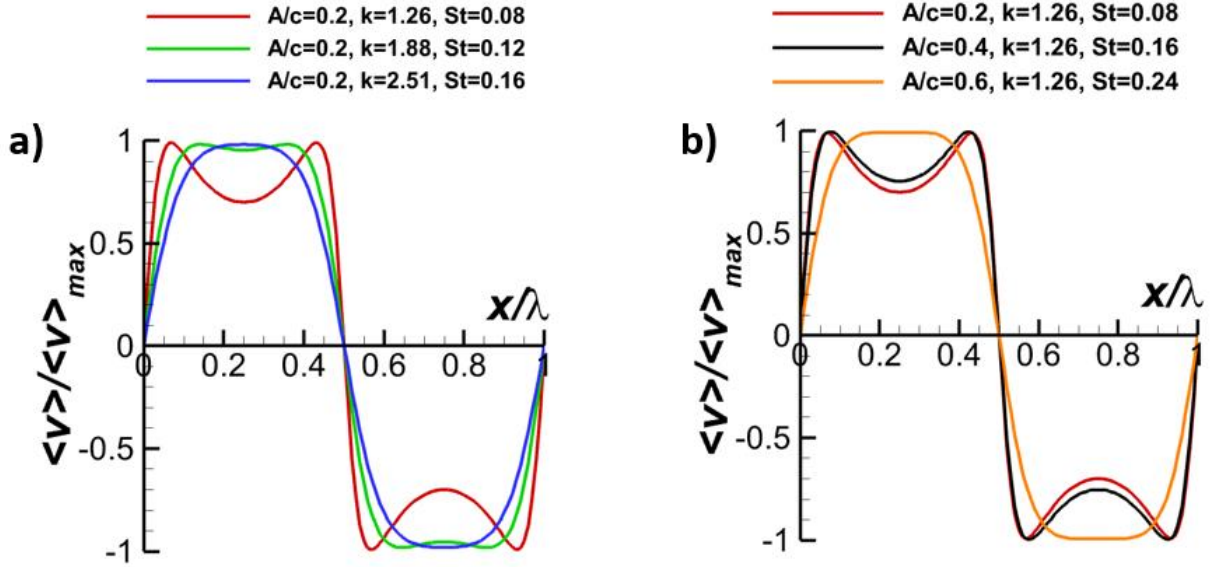 A/c=0.2, k=1.26, St=0.08
A/c=0.2, k=1.88, St=0.12
A/c=0.2, k=2.51, St=0.16
a)
1
0.5
0
-0.5
-1
<v>/<v>max
x/λ
0 0.2 0.4 0.6 0.8 1
A/c=0.2, k=1.26, St=0.08
A/c=0.4, k=1.26, St=0.16
A/c=0.6, k=1.26, St=0.24
b)
1
0.5
0
-0.5
-1
<v>/<v>max
x/λ
0 0.2 0.4 0.6 0.8 1